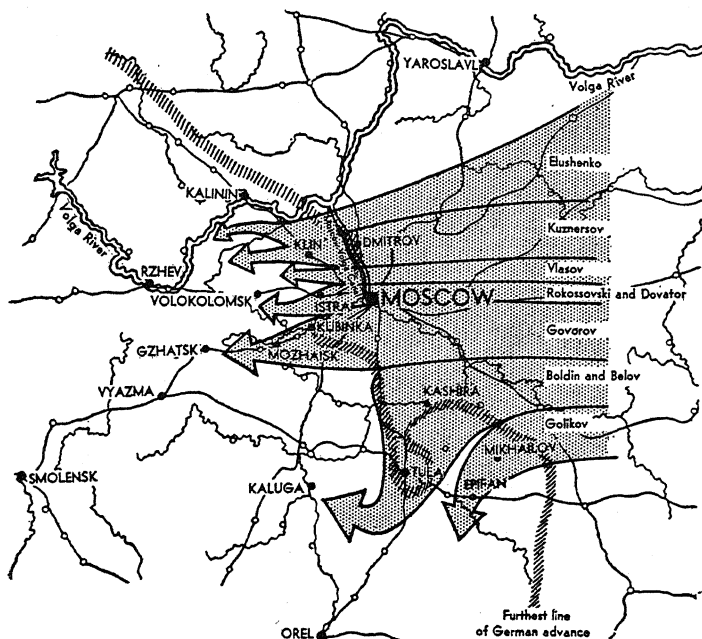 YAROSLAVL
Volga River
Elushenko
KALININ
Kuznersov
Volga River
KLIN
DMITROV
Vlasov
RZHEV
VOLOKOLOMSK
MOSCOW
Rokossovski and Dovator
ISTRA
KUBINKA
Govorov
GZHATSK
MOZHAISK
Boldin and Belov
VYAZMA
KASHIRA
Golikov
MIKHAILOV
SMOLENSK
TULA
KALUGA
EPIFAN
Furthest line
of German advance
OREL